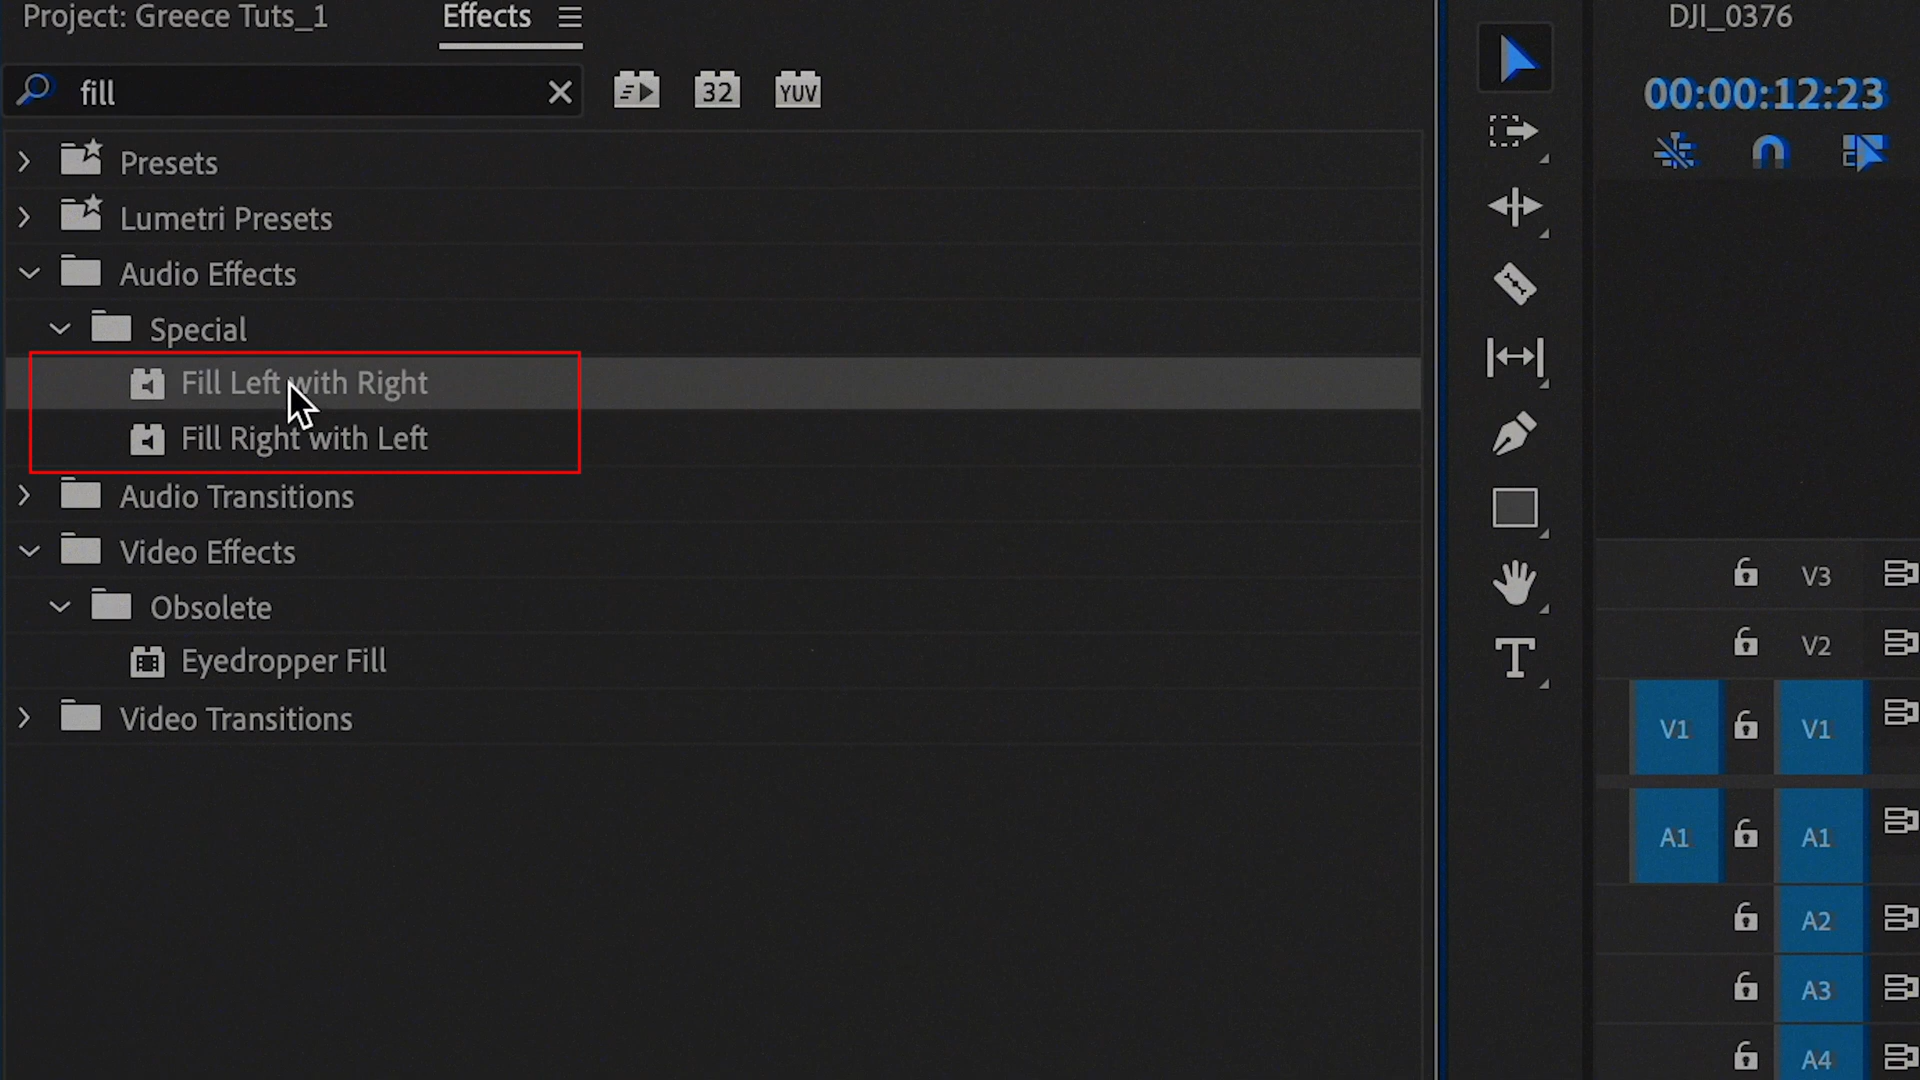 Project: Greece Tuts_1
Effects
fill
32
YUV
Presets
Lumetri Presets
Audio Effects
Special
Fill Left with Right
Fill Right with Left
Audio Transitions
Video Effects
Obsolete
Eyedropper Fill
Video Transitions
T
DJI_0376
00:00:12:23
V3
V2
V1 V1
A1 A1
A2
A3
A4